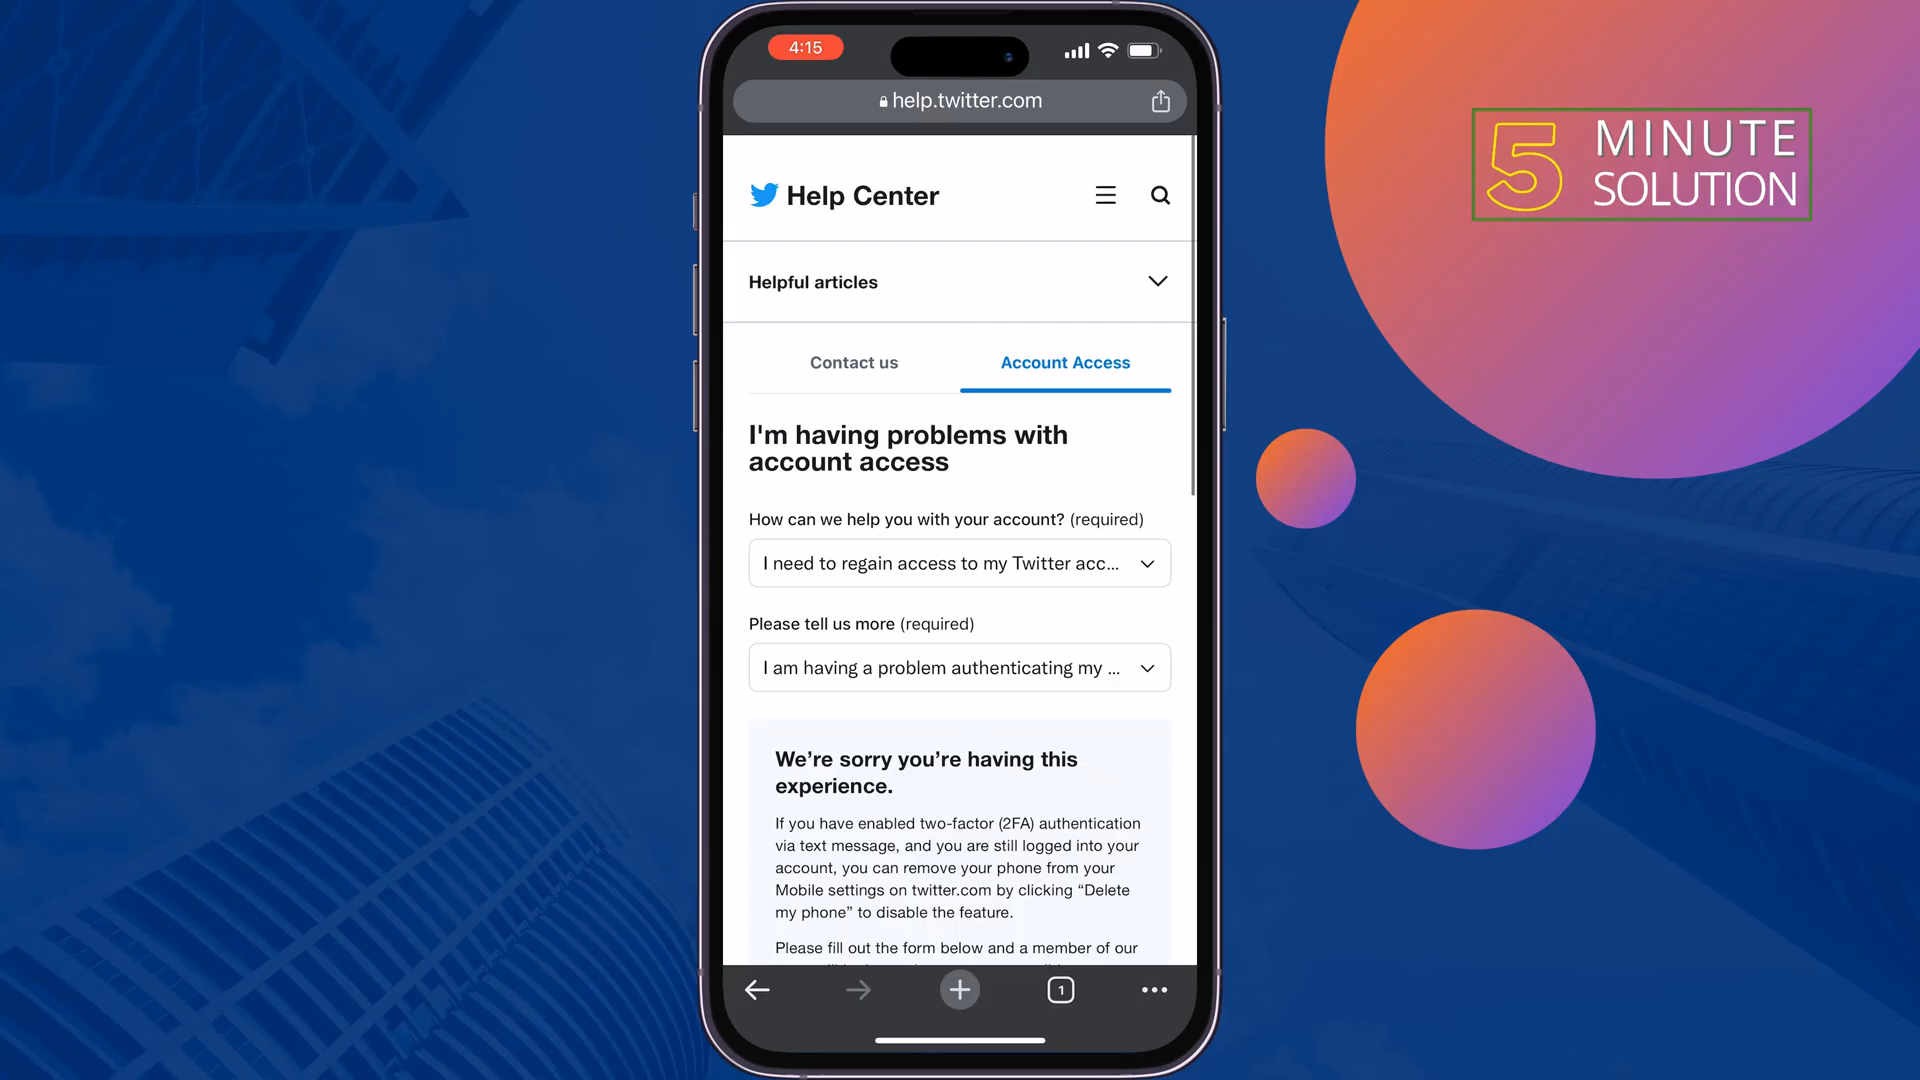 4:15
help.twitter.com
5 MINUTE
SOLUTION
Help Center
Helpful articles
Contact us
Account Access
I'm having problems with
account access
How can we help you with your account? (required)
I need to regain access to my Twitter acc...
Please tell us more (required)
I am having a problem authenticating my ...
We’re sorry you’re having this
experience.
If you have enabled two-factor (2FA) authentication
via text message, and you are still logged into your
account, you can remove your phone from your
Mobile settings on twitter.com by clicking “Delete
my phone” to disable the feature.
Please fill out the form below and a member of our
1